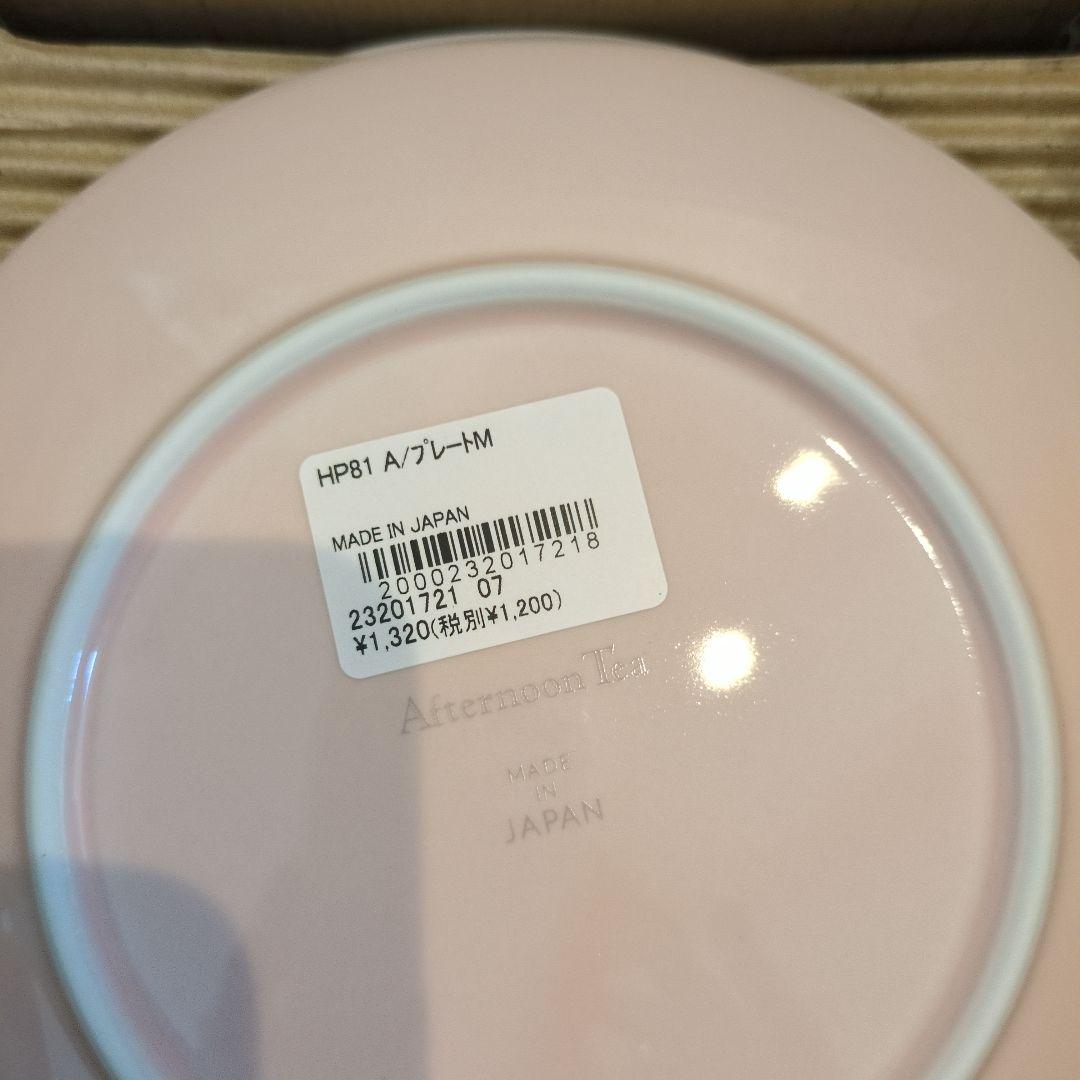 HP81 A/プレートM
MADE IN JAPAN
2000232017218
23201721 07
¥1,320(税別¥1,200)
Afternoon Tea
MADE
IN
JAPAN